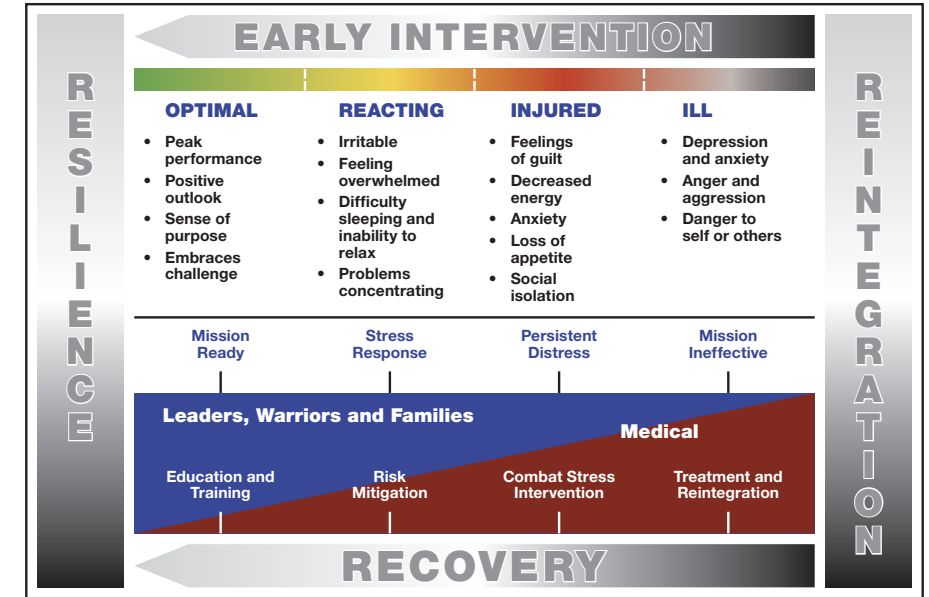 EARLY INTERVENTION
RESILIENCE
REINTEGRATION
OPTIMAL
• Peak
performance
• Positive
outlook
• Sense of
purpose
• Embraces
challenge
REACTING
• Irritable
• Feeling
overwhelmed
• Difficulty
sleeping and
inability to
relax
• Problems
concentrating
INJURED
• Feelings
of guilt
• Decreased
energy
• Anxiety
• Loss of
appetite
• Social
isolation
ILL
• Depression
and anxiety
• Anger and
aggression
• Danger to
self or others
Mission
Ready
Stress
Response
Persistent
Distress
Mission
Ineffective
Leaders, Warriors and Families
Medical
Education and
Training
Risk
Mitigation
Combat Stress
Intervention
Treatment and
Reintegration
RECOVERY